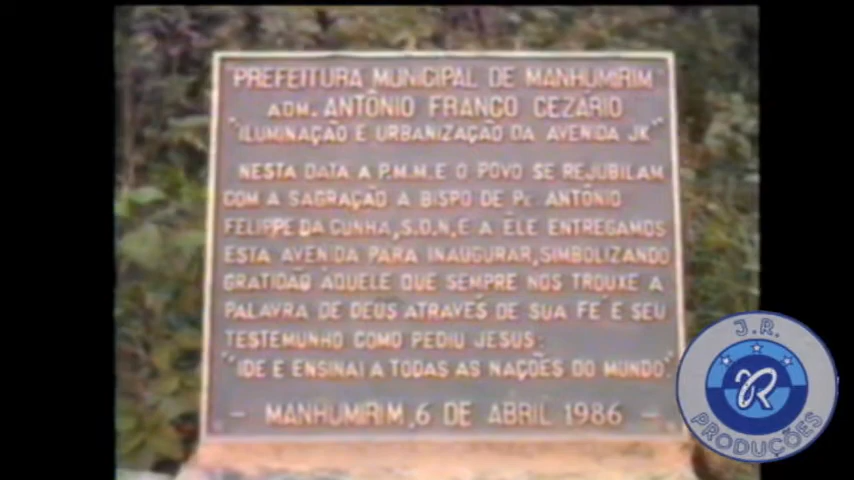 PREFEITURA MUNICIPAL DE MANHUMIRIM
ADM. ANTÔNIO FRANCO CEZÁRIO
"ILUMINAÇÃO E URBANIZAÇÃO DA AVENIDA JK"
NESTA DATA A P.M.M. E O POVO SE REJUBILAM
COM A SAGRAÇÃO A BISPO DE Pe. ANTÔNIO
FELIPPE DA CUNHA, S.D.N, E A ÊLE ENTREGAMOS
ESTA AVENIDA PARA INAUGURAR, SIMBOLIZANDO
GRATIDÃO ÀQUELE QUE SEMPRE NOS TROUXE A
PALAVRA DE DEUS ATRAVÉS DE SUA FÉ E SEU
TESTEMUNHO COMO PEDIU JESUS:
"IDE E ENSINAI A TODAS AS NAÇÕES DO MUNDO".
- MANHUMIRIM, 6 DE ABRIL 1986 -
J.R.
R
PRODUÇÕES